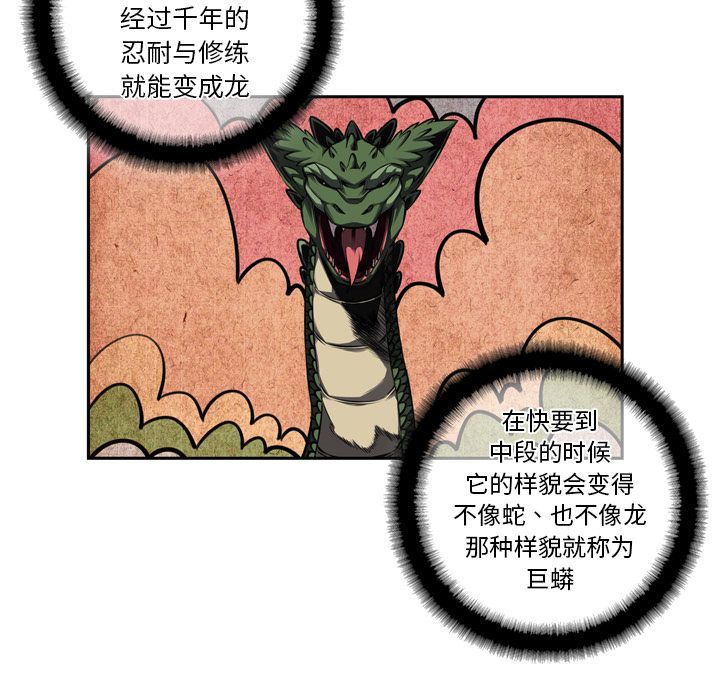 经过千年的
忍耐与修练
就能变成龙
在快要到
中段的时候
它的样貌会变得
不像蛇、也不像龙
那种样貌就称为
巨蟒